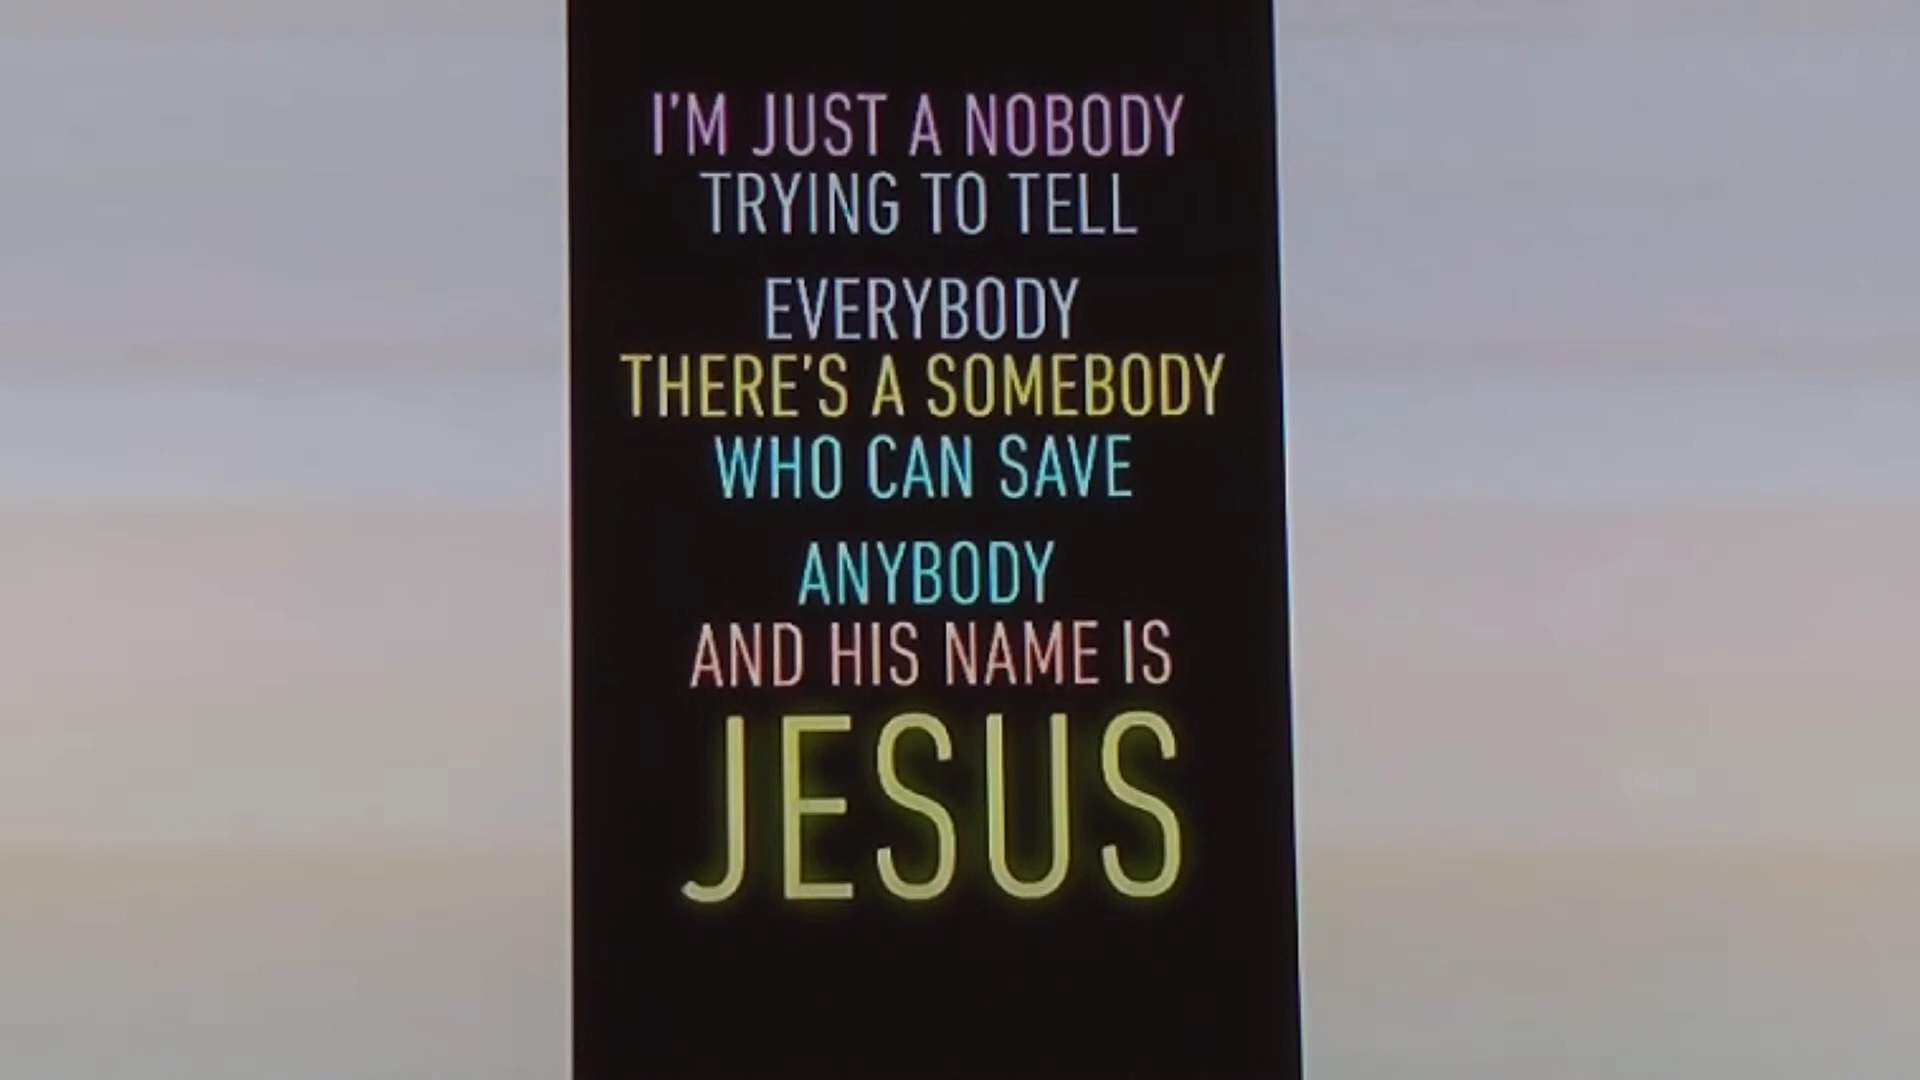 I'M JUST A NOBODY
TRYING TO TELL
EVERYBODY
THERE'S A SOMEBODY
WHO CAN SAVE
ANYBODY
AND HIS NAME IS
JESUS